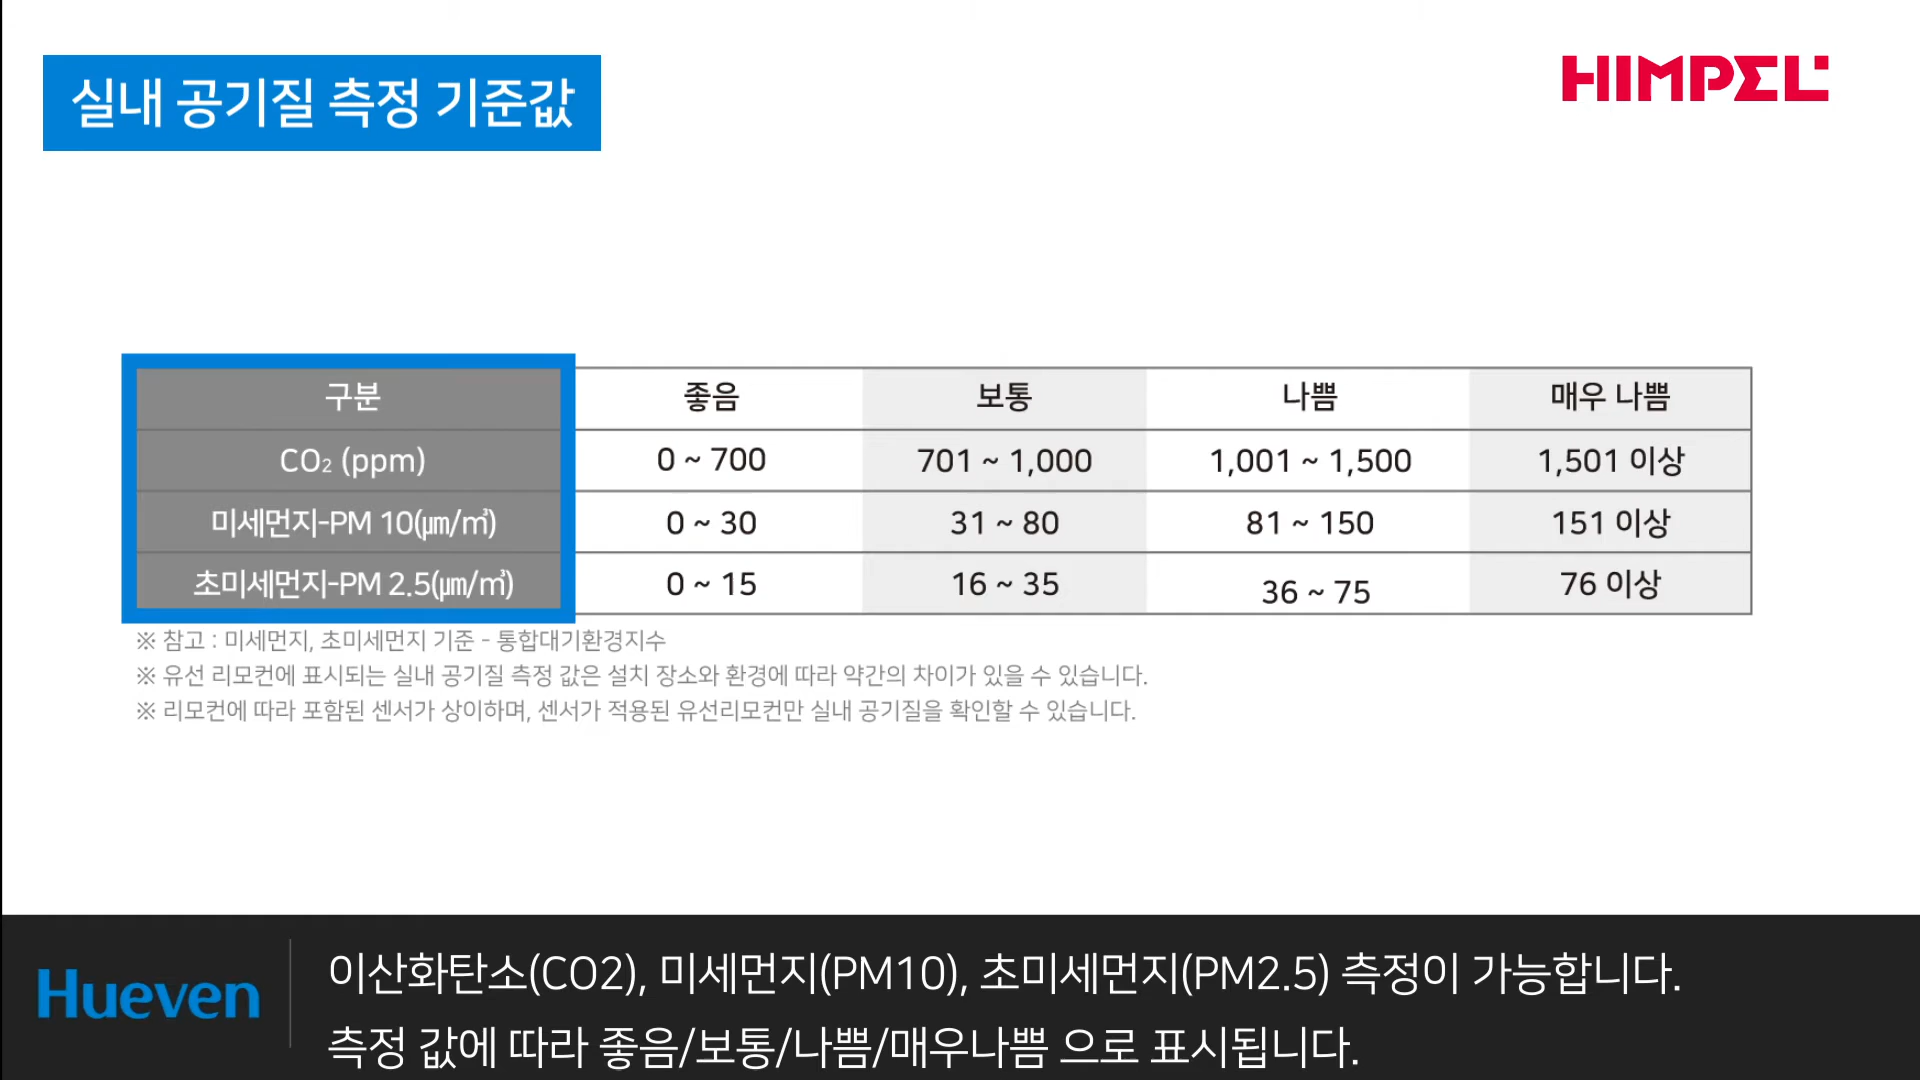 실내 공기질 측정 기준값
HIMPEL
구분 좋음 보통 나쁨 매우 나쁨
CO₂ (ppm) 0 ~ 700 701 ~ 1,000 1,001 ~ 1,500 1,501 이상
미세먼지-PM 10(㎛/㎥) 0 ~ 30 31 ~ 80 81 ~ 150 151 이상
초미세먼지-PM 2.5(㎛/㎥) 0 ~ 15 16 ~ 35 36 ~ 75 76 이상
※ 참고 : 미세먼지, 초미세먼지 기준 - 통합대기환경지수
※ 유선 리모컨에 표시되는 실내 공기질 측정 값은 설치 장소와 환경에 따라 약간의 차이가 있을 수 있습니다.
※ 리모컨에 따라 포함된 센서가 상이하며, 센서가 적용된 유선리모컨만 실내 공기질을 확인할 수 있습니다.
Hueven
이산화탄소(CO2), 미세먼지(PM10), 초미세먼지(PM2.5) 측정이 가능합니다.
측정 값에 따라 좋음/보통/나쁨/매우나쁨 으로 표시됩니다.